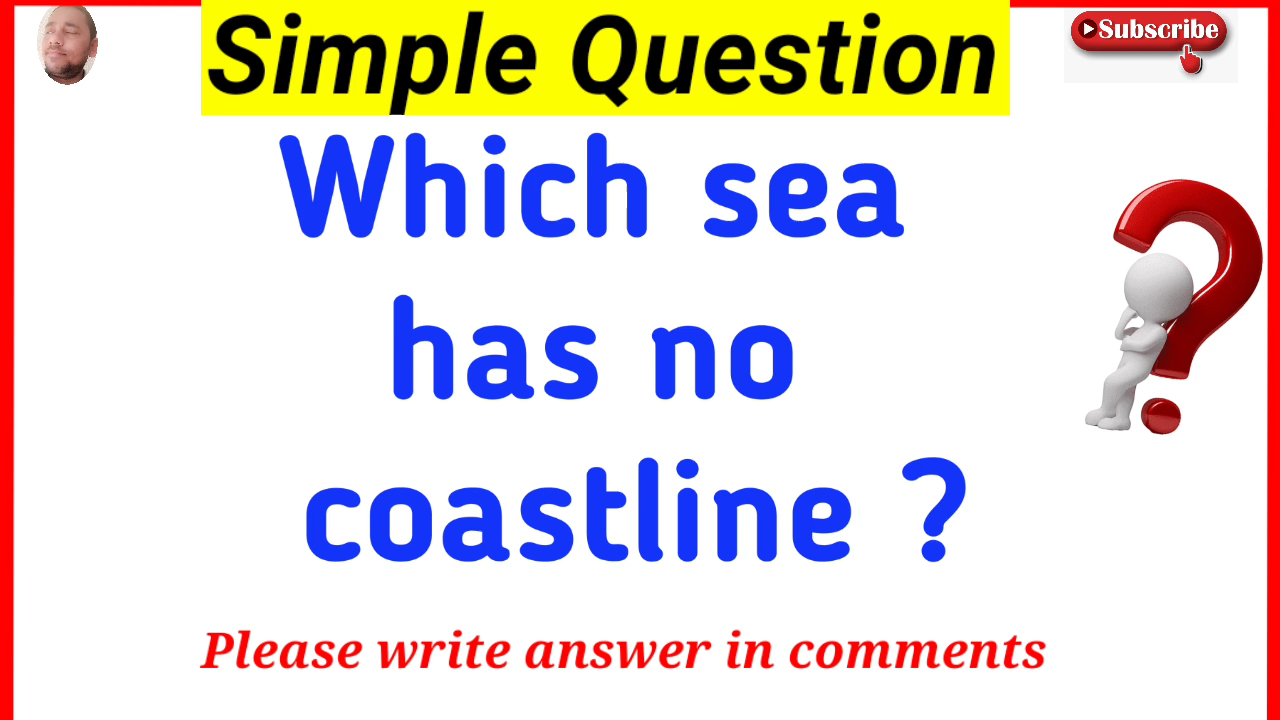 Simple Question
Subscribe
Which sea
has no
coastline ?
Please write answer in comments